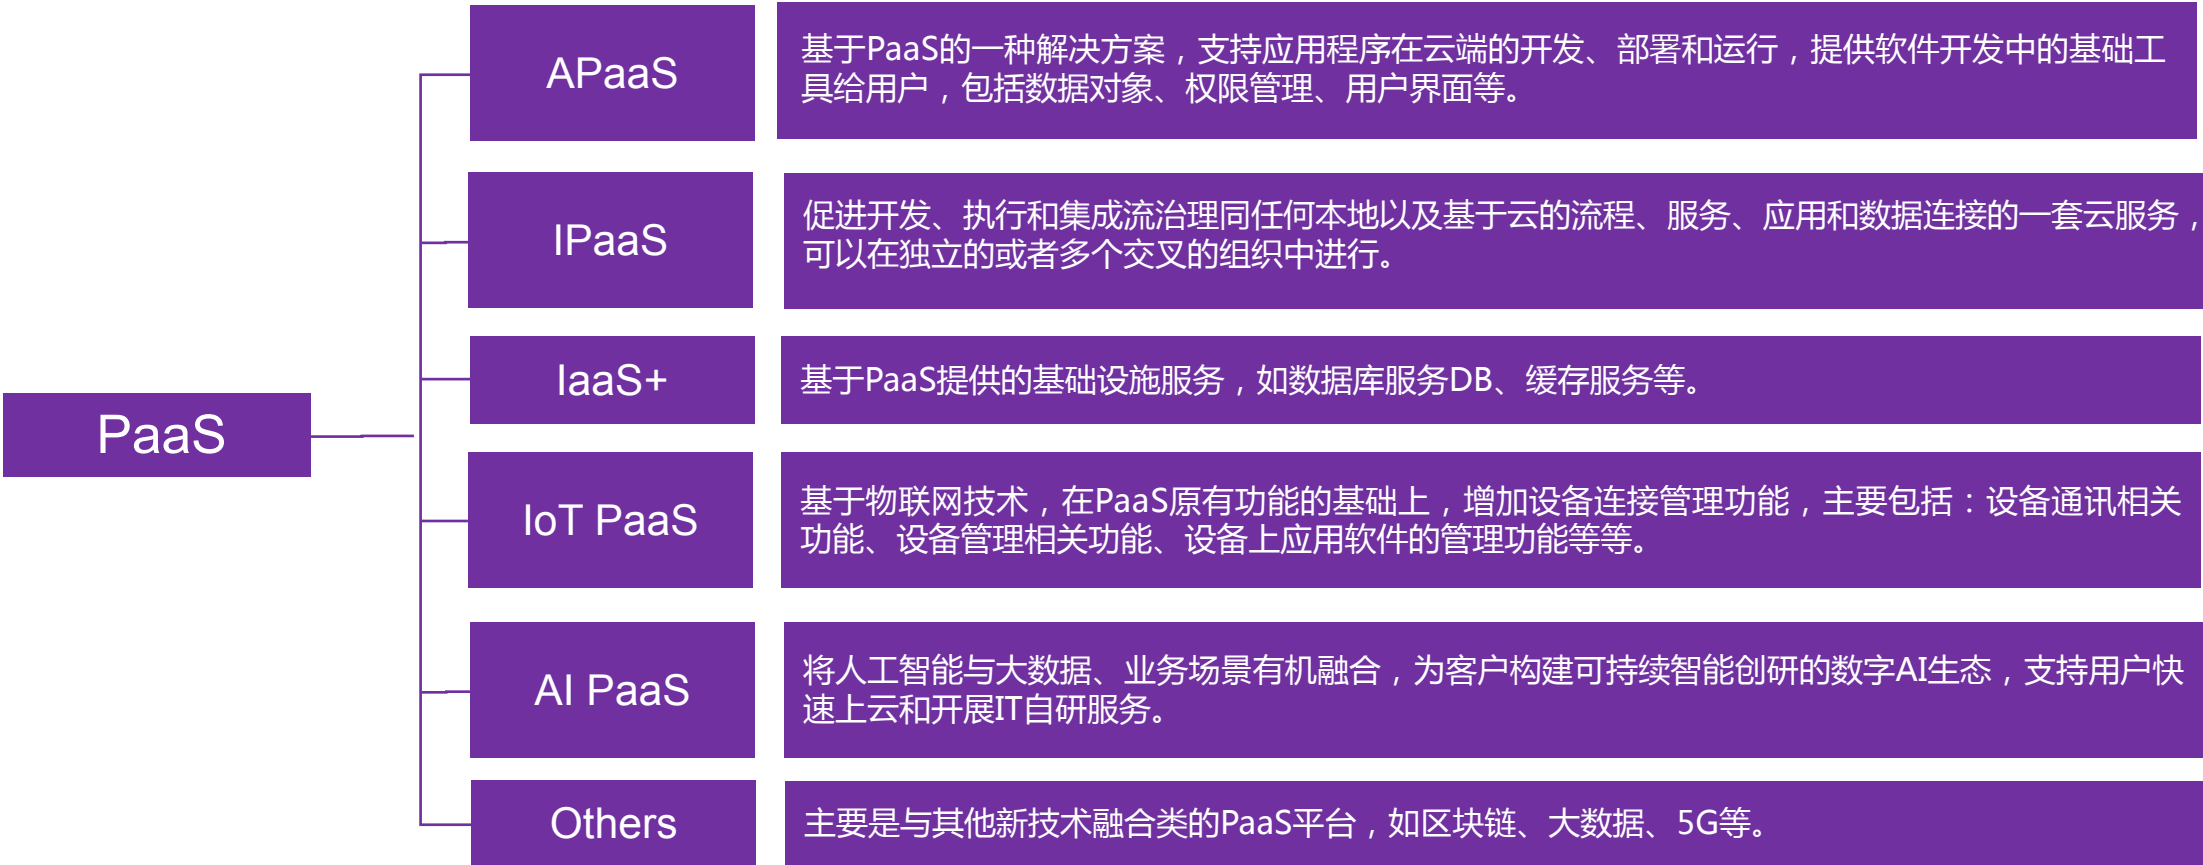 APaaS
基于PaaS的一种解决方案，支持应用程序在云端的开发、部署和运行，提供软件开发中的基础工
具给用户，包括数据对象、权限管理、用户界面等。
IPaaS
促进开发、执行和集成流治理同任何本地以及基于云的流程、服务、应用和数据连接的一套云服务，
可以在独立的或者多个交叉的组织中进行。
IaaS+
基于PaaS提供的基础设施服务，如数据库服务DB、缓存服务等。
PaaS
IoT PaaS
基于物联网技术，在PaaS原有功能的基础上，增加设备连接管理功能，主要包括：设备通讯相关
功能、设备管理相关功能、设备上应用软件的管理功能等等。
AI PaaS
将人工智能与大数据、业务场景有机融合，为客户构建可持续智能创研的数字AI生态，支持用户快
速上云和开展IT自研服务。
Others
主要是与其他新技术融合类的PaaS平台，如区块链、大数据、5G等。